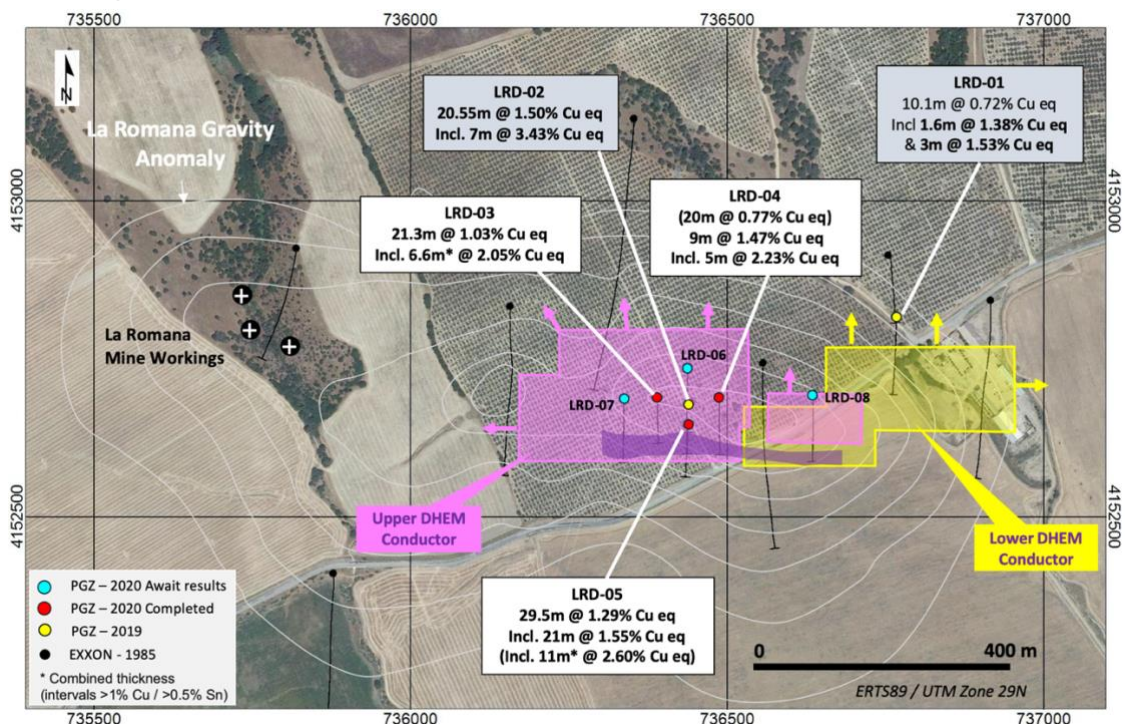 735500
736000
736500
737000
N
La Romana Gravity
Anomaly
LRD-02
20.55m @ 1.50% Cu eq
Incl. 7m @ 3.43% Cu eq
LRD-01
10.1m @ 0.72% Cu eq
Incl 1.6m @ 1.38% Cu eq
& 3m @ 1.53% Cu eq
4153000
4153000
LRD-03
21.3m @ 1.03% Cu eq
Incl. 6.6m* @ 2.05% Cu eq
LRD-04
(20m @ 0.77% Cu eq)
9m @ 1.47% Cu eq
Incl. 5m @ 2.23% Cu eq
La Romana
Mine Workings
LRD-06
LRD-07
LRD-08
4152500
4152500
Upper DHEM
Conductor
Lower DHEM
Conductor
PGZ – 2020 Await results
PGZ – 2020 Completed
PGZ – 2019
EXXON - 1985
* Combined thickness
(intervals >1% Cu / >0.5% Sn)
LRD-05
29.5m @ 1.29% Cu eq
Incl. 21m @ 1.55% Cu eq
(Incl. 11m* @ 2.60% Cu eq)
0
400 m
ERTS89 / UTM Zone 29N
735500
736000
736500
737000